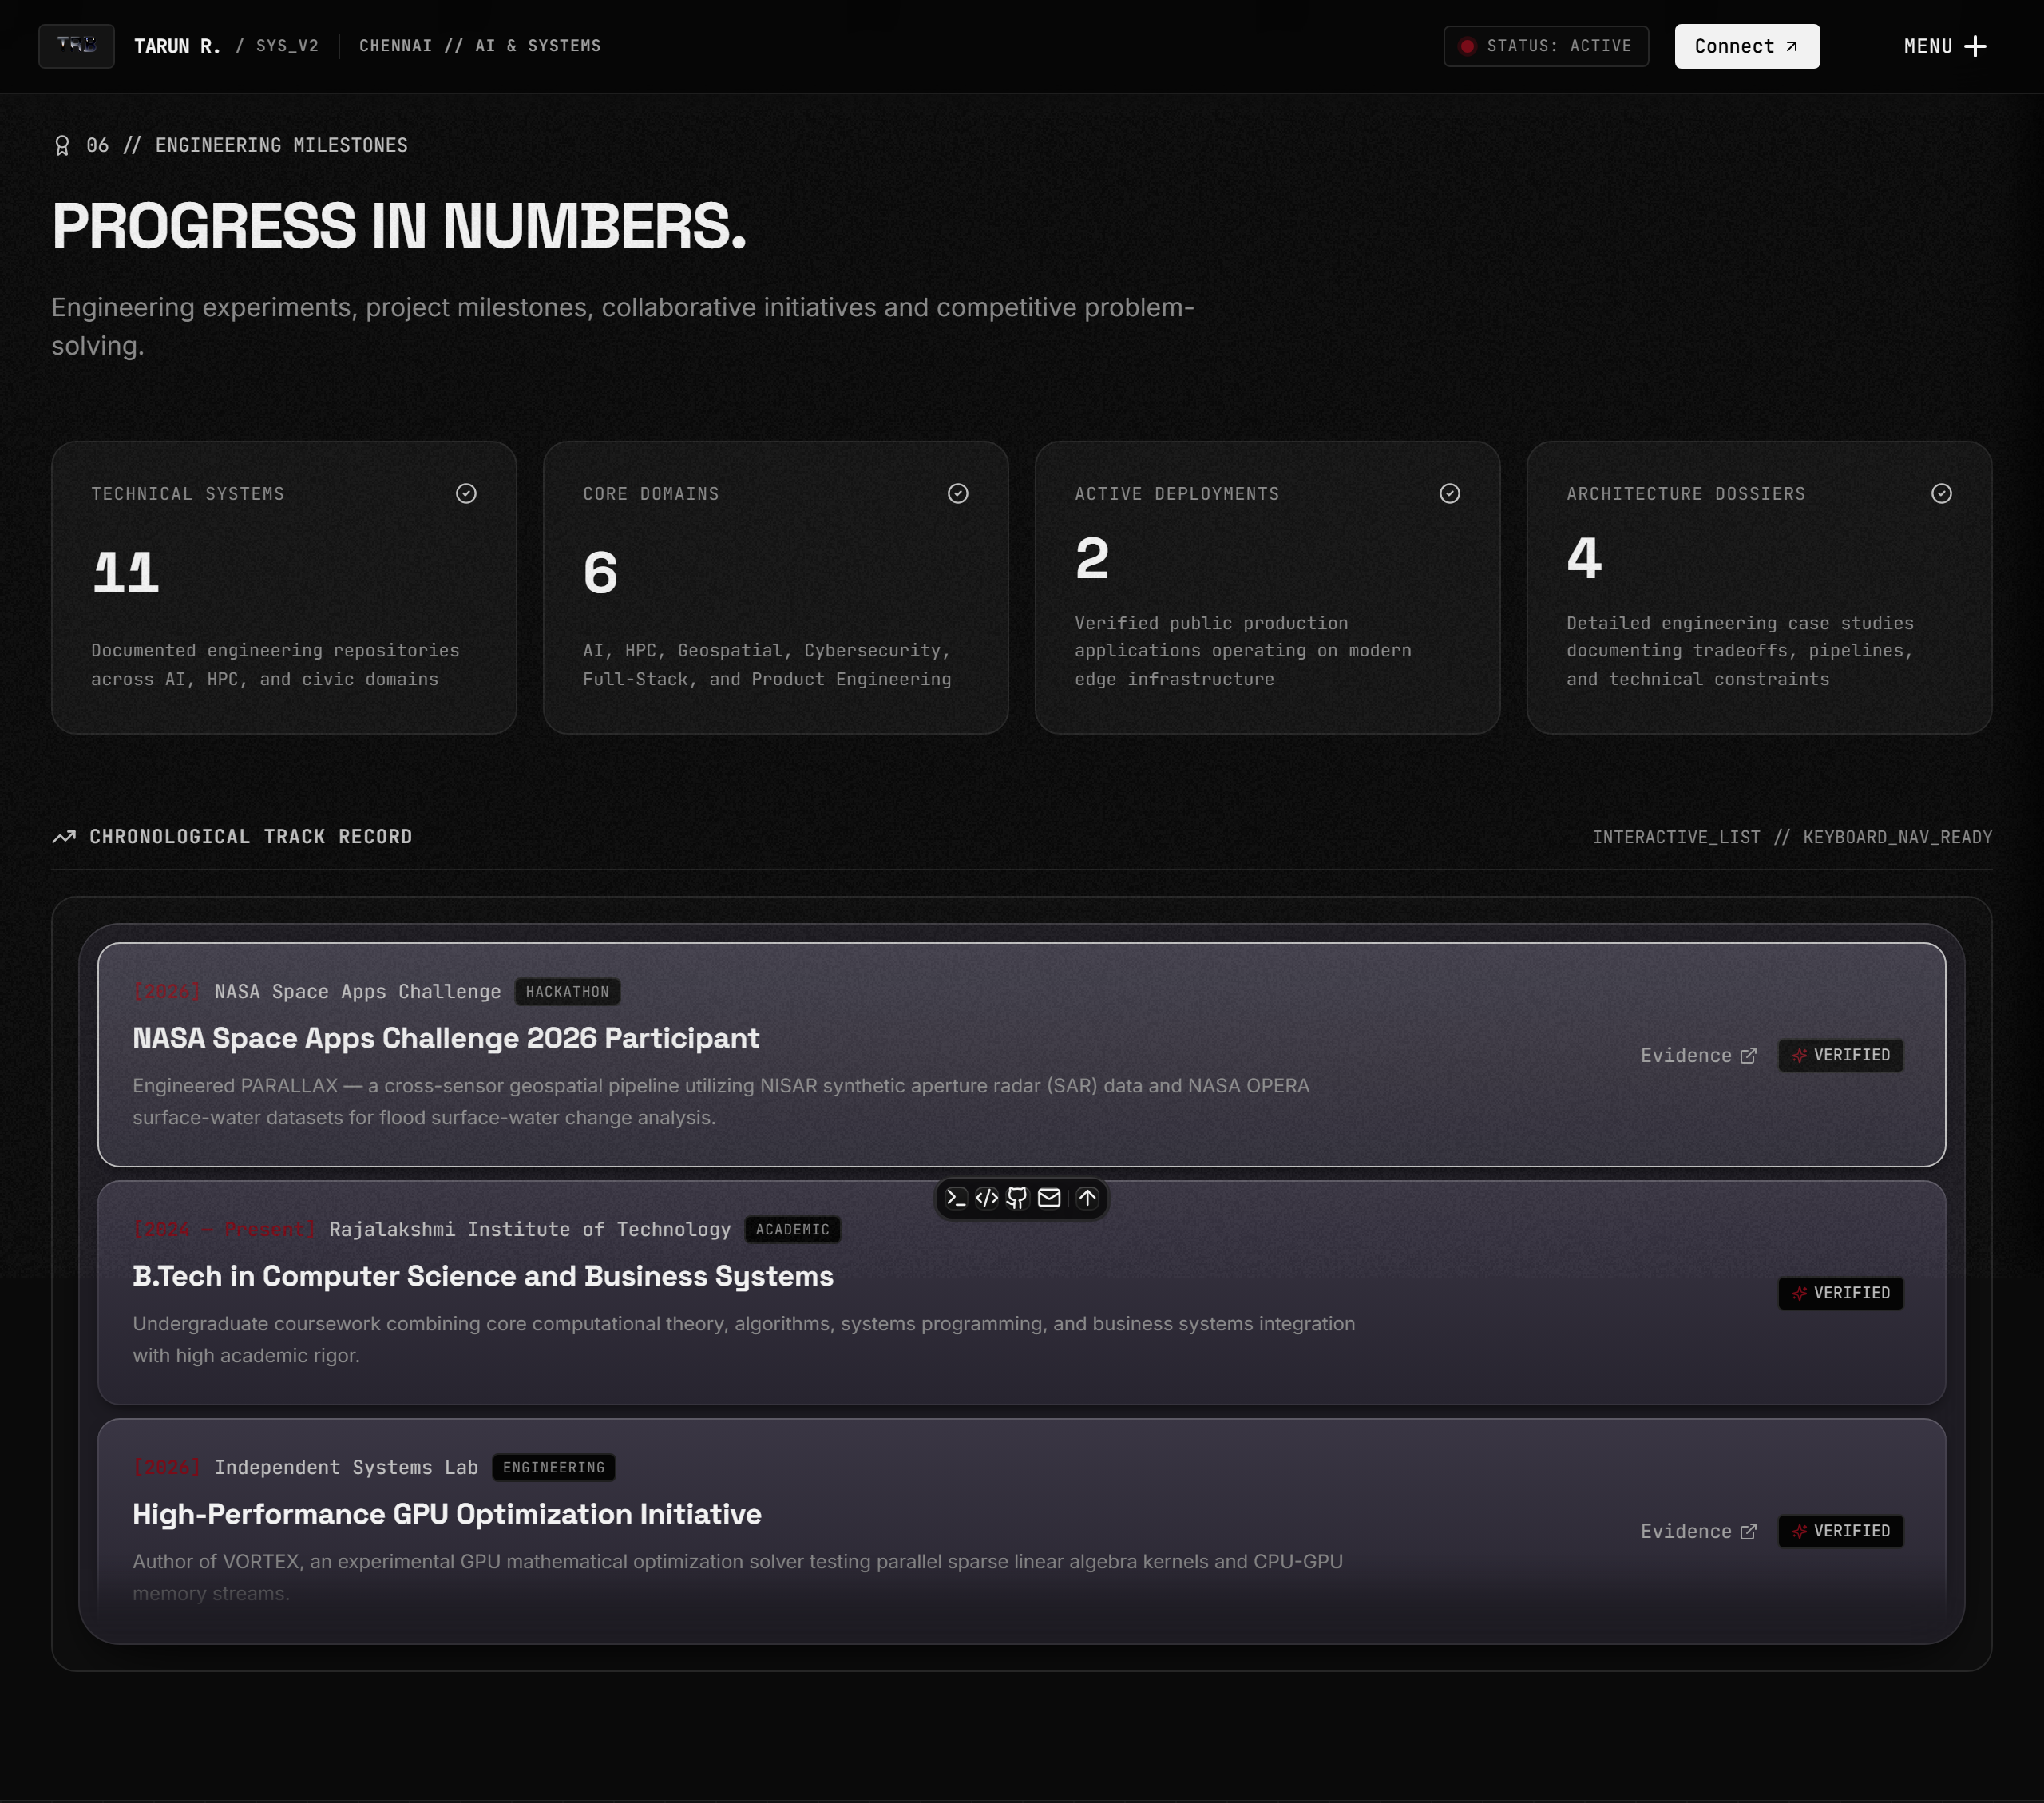 TARUN R. / SYS_V2 CHENNAI // AI & SYSTEMS
STATUS: ACTIVE
Connect
MENU
06 // ENGINEERING MILESTONES
PROGRESS IN NUMBERS.
Engineering experiments, project milestones, collaborative initiatives and competitive problem-
solving.
TECHNICAL SYSTEMS
11
Documented engineering repositories
across AI, HPC, and civic domains
CORE DOMAINS
6
AI, HPC, Geospatial, Cybersecurity,
Full-Stack, and Product Engineering
ACTIVE DEPLOYMENTS
2
Verified public production
applications operating on modern
edge infrastructure
ARCHITECTURE DOSSIERS
4
Detailed engineering case studies
documenting tradeoffs, pipelines,
and technical constraints
CHRONOLOGICAL TRACK RECORD
INTERACTIVE_LIST // KEYBOARD_NAV_READY
[2026] NASA Space Apps Challenge HACKATHON
NASA Space Apps Challenge 2026 Participant
Engineered PARALLAX — a cross-sensor geospatial pipeline utilizing NISAR synthetic aperture radar (SAR) data and NASA OPERA
surface-water datasets for flood surface-water change analysis.
Evidence VERIFIED
[2024 – Present] Rajalakshmi Institute of Technology ACADEMIC
B.Tech in Computer Science and Business Systems
Undergraduate coursework combining core computational theory, algorithms, systems programming, and business systems integration
with high academic rigor.
VERIFIED
[2026] Independent Systems Lab ENGINEERING
High-Performance GPU Optimization Initiative
Author of VORTEX, an experimental GPU mathematical optimization solver testing parallel sparse linear algebra kernels and CPU-GPU
memory streams.
Evidence VERIFIED